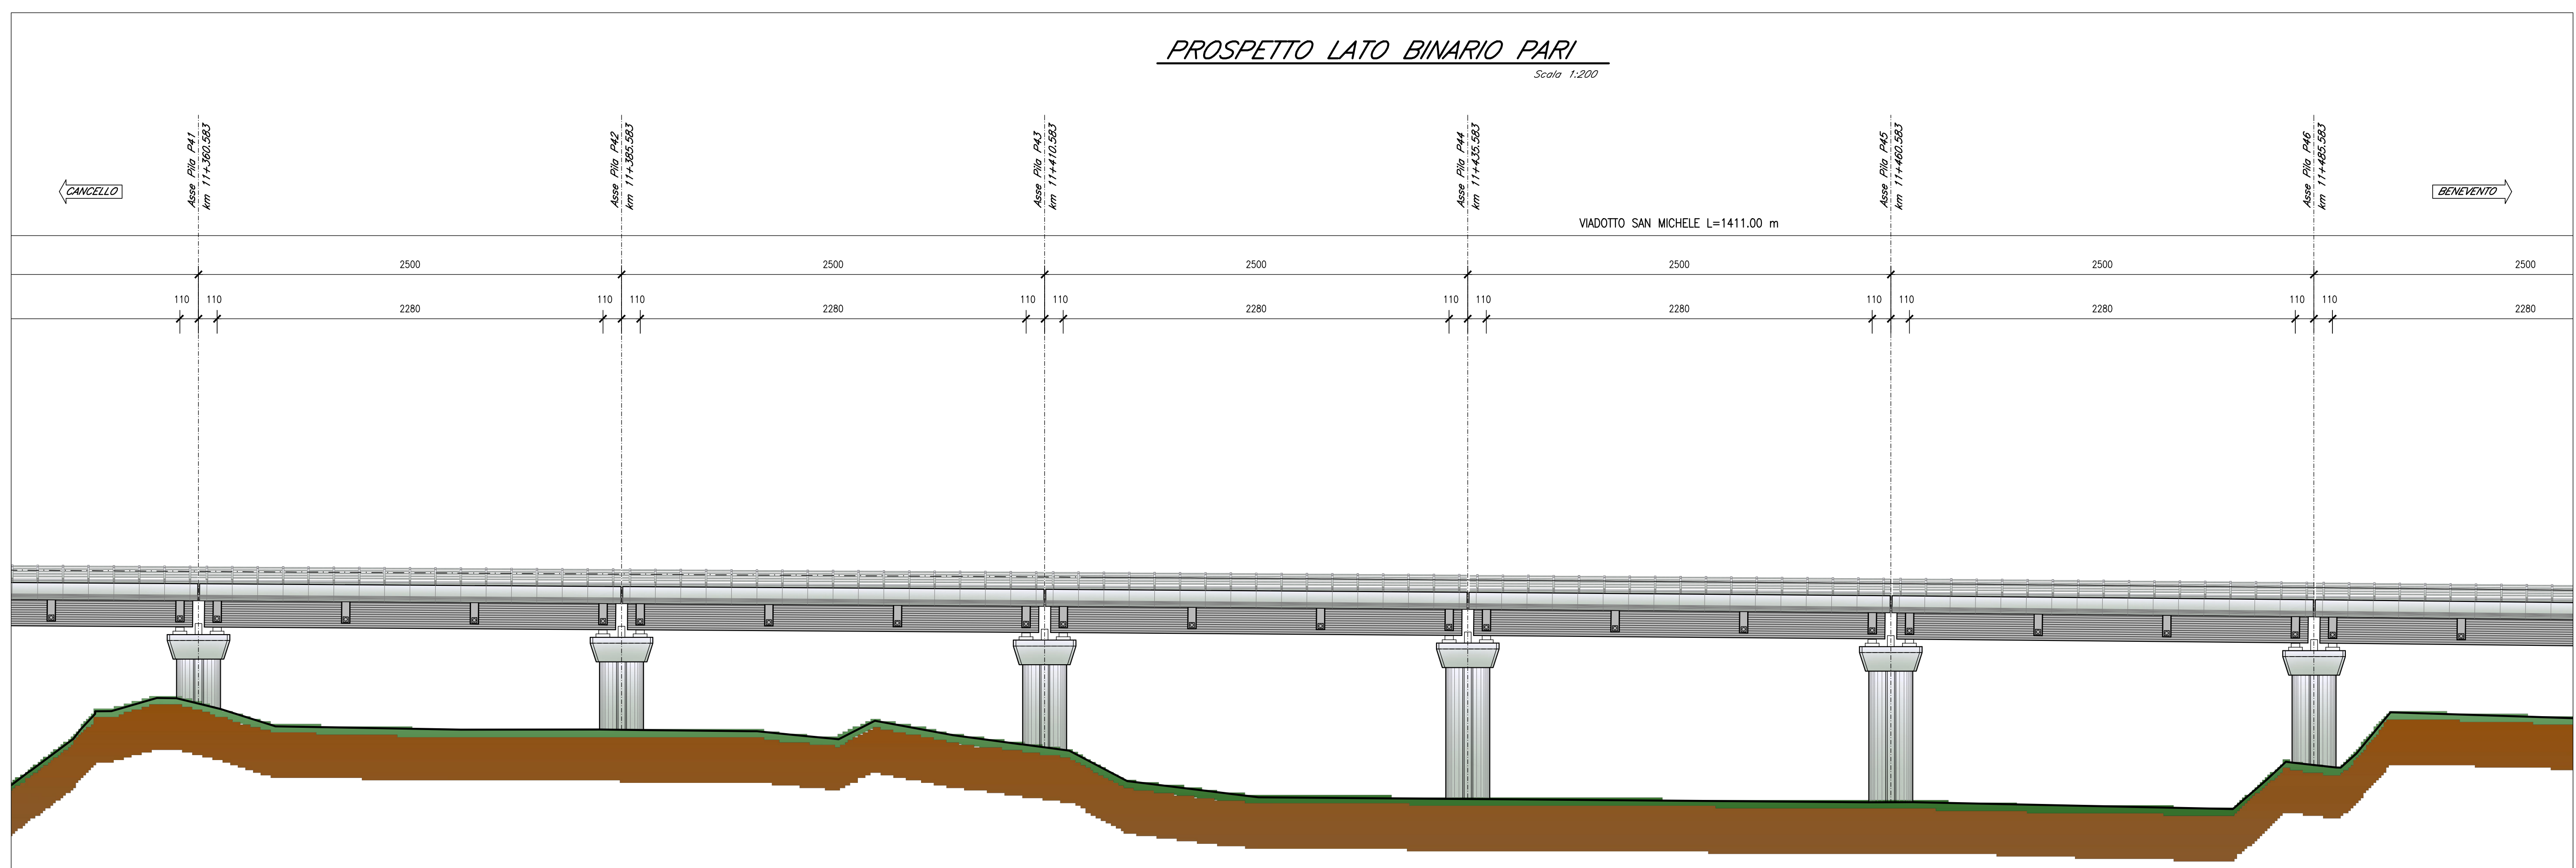 PROSPETTO LATO BINARIO PARI
Scala 1:200
Asse Pila P41
km 11+360.583
Asse Pila P42
km 11+385.583
Asse Pila P43
km 11+410.583
Asse Pila P44
km 11+435.583
Asse Pila P45
km 11+460.583
Asse Pila P46
km 11+485.583
CANCELLO
BENEVENTO
VIADOTTO SAN MICHELE L=1411.00 m
2500 2500 2500 2500 2500 2500
110 110 110 110 110 110 110 110 110 110 110 110
2280 2280 2280 2280 2280 2280